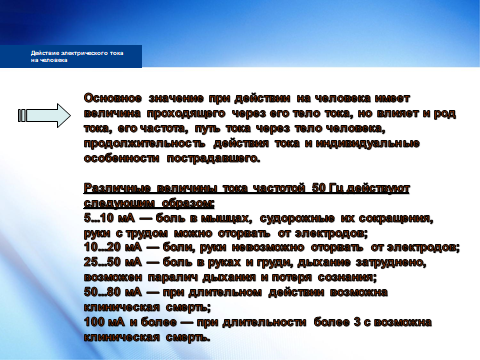 Действие электрического тока
на человека
Основное значение при действии на человека имеет
величина проходящего через его тело тока, но влияет и род
тока, его частота, путь тока через тело человека,
продолжительность действия тока и индивидуальные
особенности пострадавшего.
Различные величины тока частотой 50 Гц действуют
следующим образом:
5...10 мА — боль в мышцах, судорожные их сокращения,
руки с трудом можно оторвать от электродов;
10...20 мА — боли, руки невозможно оторвать от электродов;
25...50 мА — боль в руках и груди, дыхание затруднено,
возможен паралич дыхания и потеря сознания;
50...80 мА — при длительном действии возможна
клиническая смерть;
100 мА и более — при длительности более 3 с возможна
клиническая смерть.